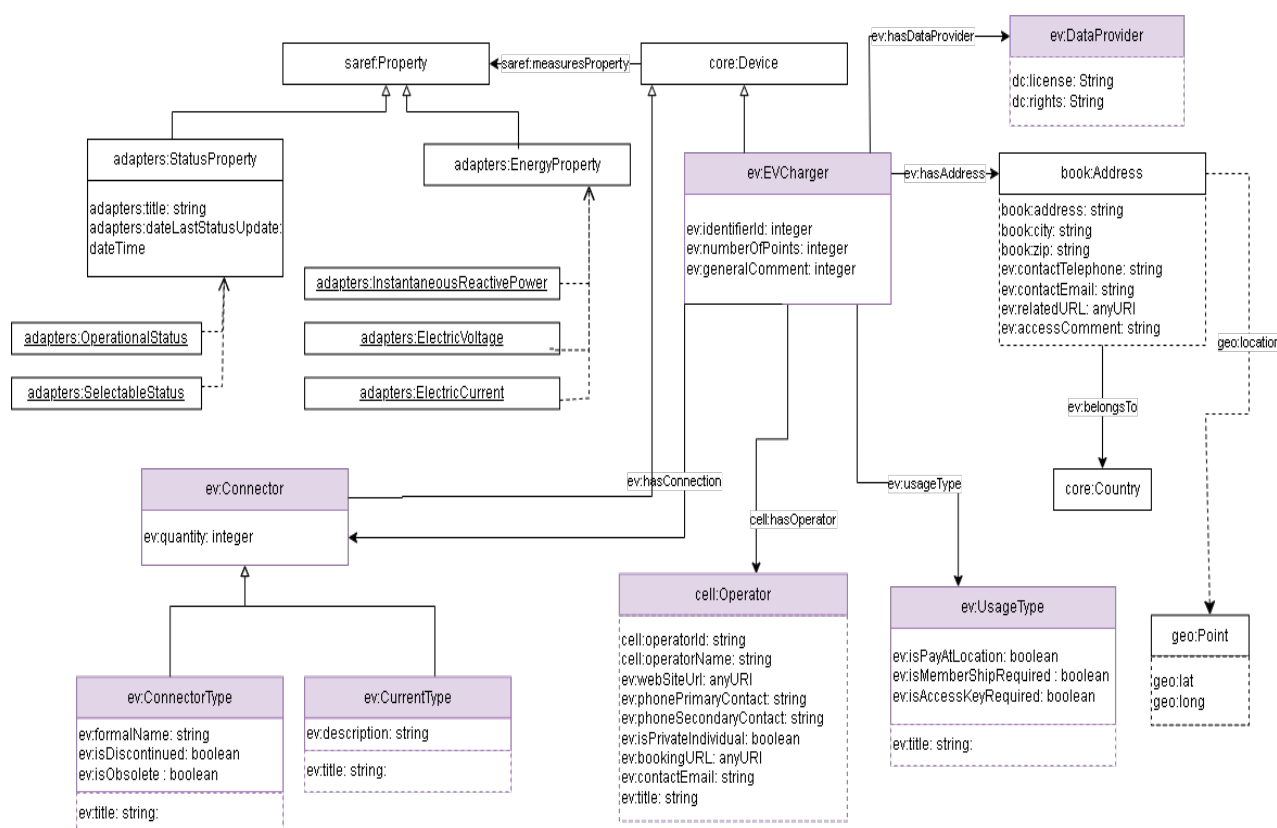 ev:hasDataProvider
ev:DataProvider
dc:license: String
dc:rights: String
saref:Property
saref:measuresProperty
core:Device
adapters:StatusProperty
adapters:title: string
adapters:dateLastStatusUpdate:
dateTime
adapters:EnergyProperty
ev:EVCharger
ev:identifierId: integer
ev:numberOfPoints: integer
ev:generalComment: integer
ev:hasAddress
book:Address
book:address: string
book:city: string
book:zip: string
ev:contactTelephone: string
ev:contactEmail: string
ev:relatedURL: anyURI
ev:accessComment: string
adapters:InstantaneousReactivePower
adapters:OperationalStatus
adapters:ElectricVoltage
geo:location
adapters:SelectableStatus
adapters:ElectricCurrent
ev:belongsTo
ev:Connector
ev:quantity: integer
ev:hasConnection
ev:usageType
core:Country
cell:hasOperator
cell:Operator
cell:operatorId: string
cell:operatorName: string
ev:webSiteUrl: anyURI
ev:phonePrimaryContact: string
ev:phoneSecondaryContact: string
ev:isPrivateIndividual: boolean
ev:bookingURL: anyURI
ev:contactEmail: string
ev:title: string
ev:UsageType
ev:isPayAtLocation: boolean
ev:isMemberShipRequired : boolean
ev:isAccessKeyRequired: boolean
ev:title: string:
geo:Point
geo:lat
geo:long
ev:ConnectorType
ev:formalName: string
ev:isDiscontinued: boolean
ev:isObsolete : boolean
ev:title: string:
ev:CurrentType
ev:description: string
ev:title: string: